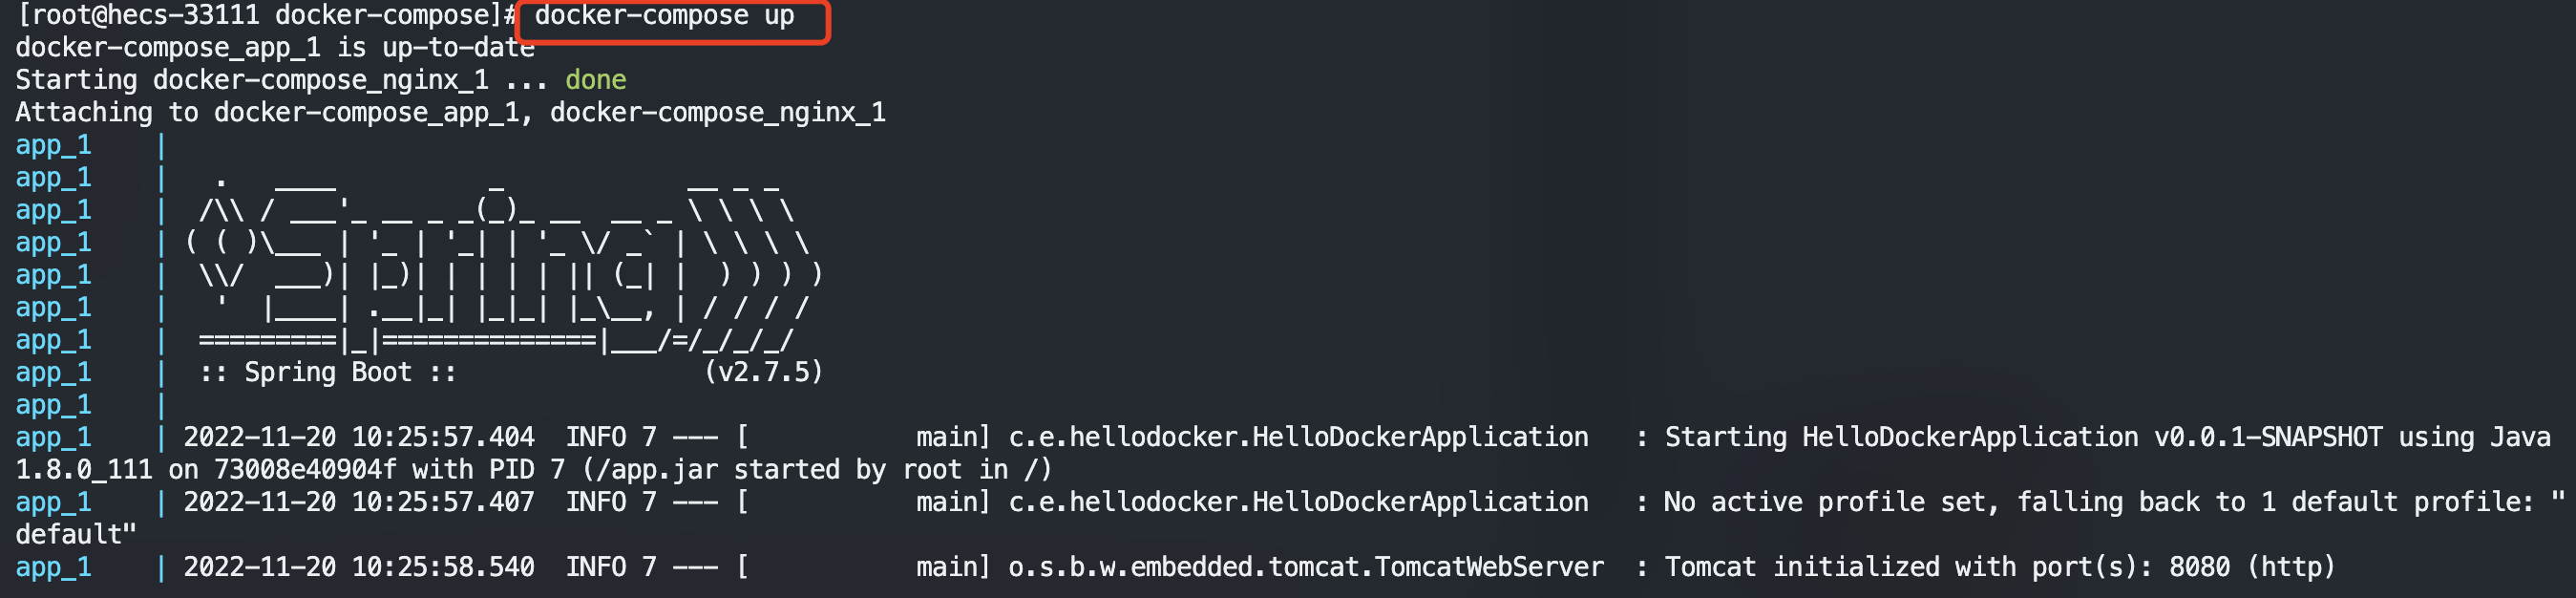 [root@hecs-33111 docker-compose]# docker-compose up
docker-compose_app_1 is up-to-date
Starting docker-compose_nginx_1 ... done
Attaching to docker-compose_app_1, docker-compose_nginx_1
app_1    |
app_1    |   .   ____          _            __ _ _
app_1    |  /\\ / ___'_ __ _ _(_)_ __  __ _ \ \ \ \
app_1    | ( ( )\___ | '_ | '_| | '_ \/ _` | \ \ \ \
app_1    |  \\/  ___)| |_)| | | | | || (_| |  ) ) ) )
app_1    |   '  |____| .__|_| |_|_| |_\__, | / / / /
app_1    |  =========|_|==============|___/=/_/_/_/
app_1    |  :: Spring Boot ::                (v2.7.5)
app_1    |
app_1    | 2022-11-20 10:25:57.404  INFO 7 --- [           main] c.e.hellodocker.HelloDockerApplication   : Starting HelloDockerApplication v0.0.1-SNAPSHOT using Java
1.8.0_111 on 73008e40904f with PID 7 (/app.jar started by root in /)
app_1    | 2022-11-20 10:25:57.407  INFO 7 --- [           main] c.e.hellodocker.HelloDockerApplication   : No active profile set, falling back to 1 default profile: "
default"
app_1    | 2022-11-20 10:25:58.540  INFO 7 --- [           main] o.s.b.w.embedded.tomcat.TomcatWebServer  : Tomcat initialized with port(s): 8080 (http)